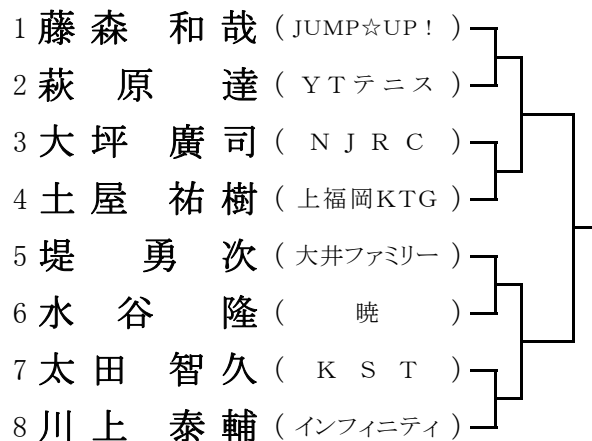 1 藤森 和哉 (JUMP☆UP!)
2 萩原 達 (YTテニス)
3 大坪 廣司 (NJRC)
4 土屋 祐樹 (上福岡KTG)
5 堤 勇次 (大井ファミリー)
6 水谷 隆 (暁)
7 太田 智久 (KST)
8 川上 泰輔 (インフィニティ)